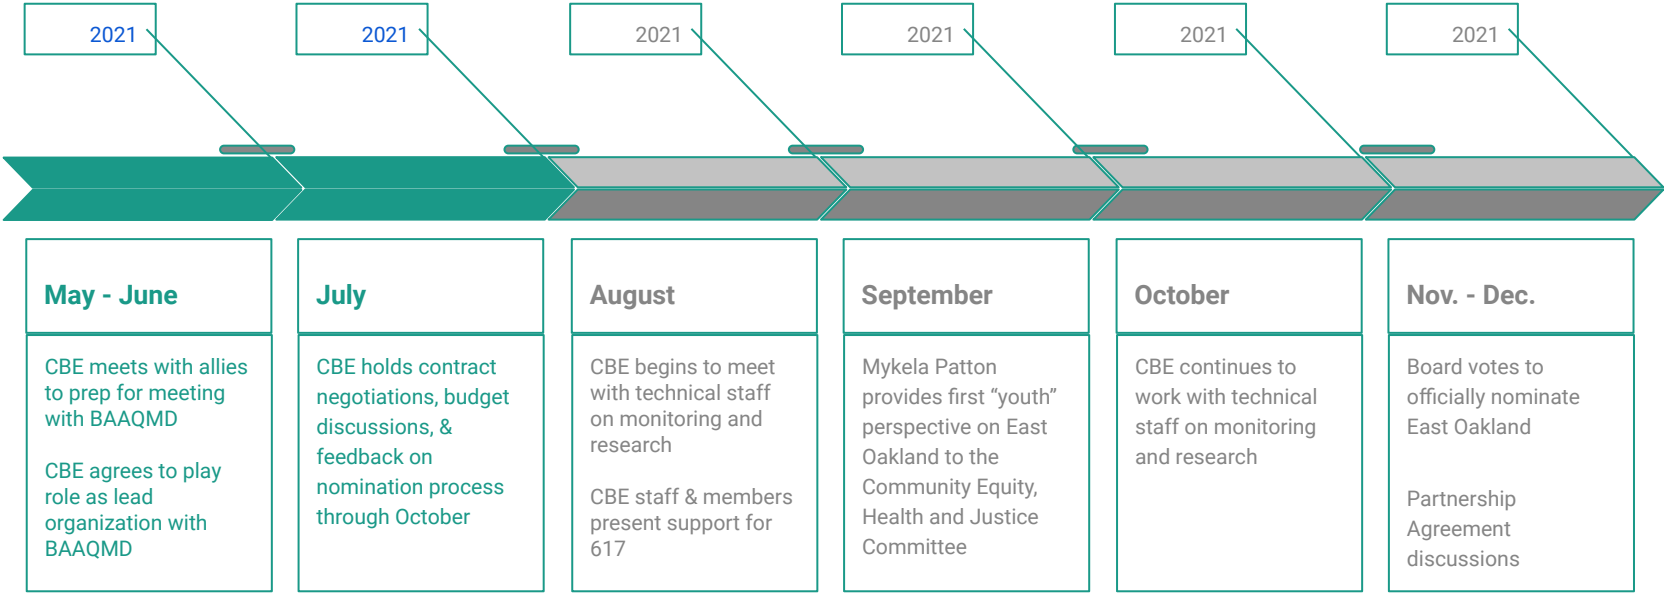 2021
2021
2021
2021
2021
2021
May - June
CBE meets with allies
to prep for meeting
with BAAQMD
CBE agrees to play
role as lead
organization with
BAAQMD
July
CBE holds contract
negotiations, budget
discussions, &
feedback on
nomination process
through October
August
CBE begins to meet
with technical staff
on monitoring and
research
CBE staff & members
present support for
617
September
Mykela Patton
provides first “youth”
perspective on East
Oakland to the
Community Equity,
Health and Justice
Committee
October
CBE continues to
work with technical
staff on monitoring
and research
Nov. - Dec.
Board votes to
officially nominate
East Oakland
Partnership
Agreement
discussions